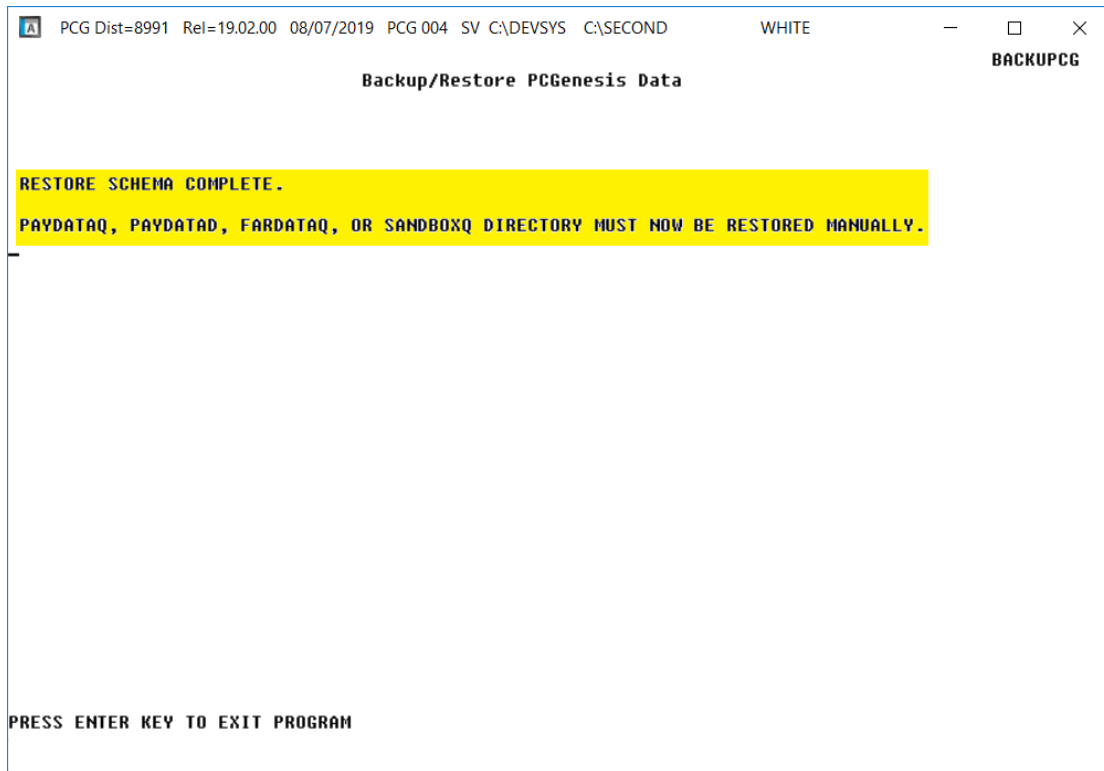 PCG Dist=8991 Rel=19.02.00 08/07/2019 PCG 004 SV C:\DEVSYS C:\SECOND WHITE
BACKUPCG
Backup/Restore PCGenesis Data
RESTORE SCHEMA COMPLETE.
PAYDATAQ, PAYDATAD, FARDATAQ, OR SANDBOXQ DIRECTORY MUST NOW BE RESTORED MANUALLY.
PRESS ENTER KEY TO EXIT PROGRAM